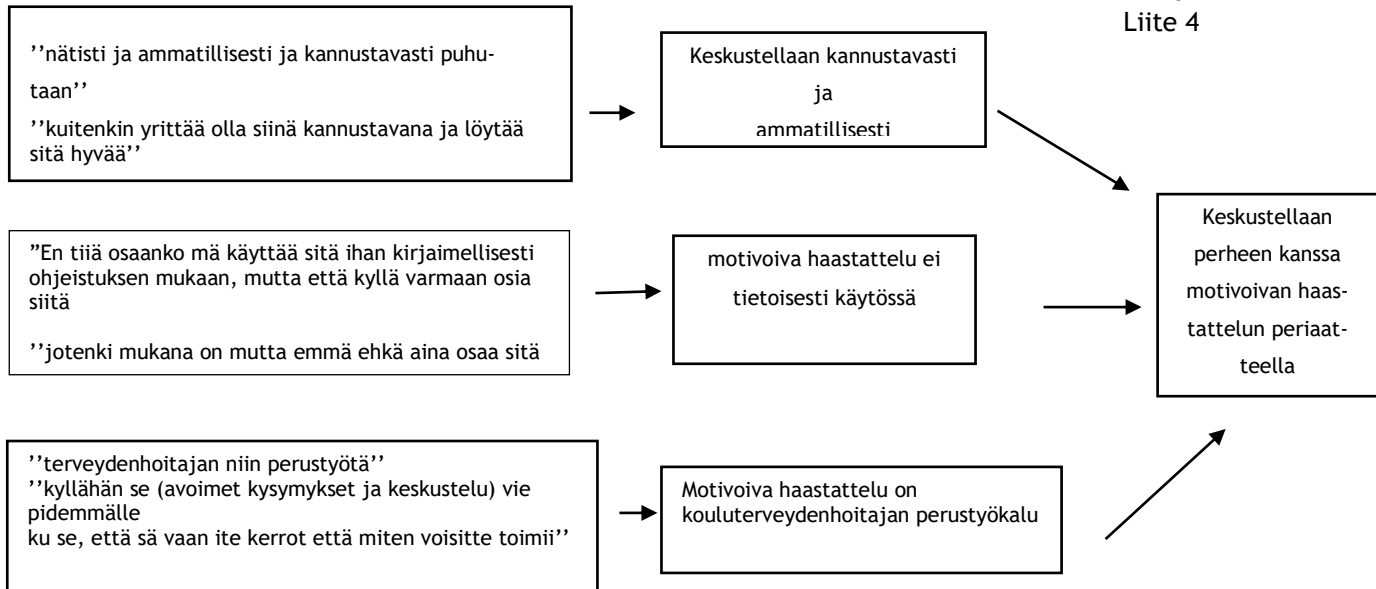 Liite 4
''nätisti ja ammatillisesti ja kannustavasti puhu-
taan''
''kuitenkin yrittää olla siinä kannustavana ja löytää
sitä hyvää''
Keskustellaan kannustavasti
ja
ammatillisesti
"En tiiä osaanko mä käyttää sitä ihan kirjaimellisesti
ohjeistuksen mukaan, mutta että kyllä varmaan osia
siitä
''jotenki mukana on mutta emmä ehkä aina osaa sitä
motivoiva haastattelu ei
tietoisesti käytössä
Keskustellaan
perheen kanssa
motivoivan haas-
tattelun periaat-
teella
''terveydenhoitajan niin perustyötä''
''kyllähän se (avoimet kysymykset ja keskustelu) vie
pidemmälle
ku se, että sä vaan ite kerrot että miten voisitte toimii''
Motivoiva haastattelu on
kouluterveydenhoitajan perustyökalu